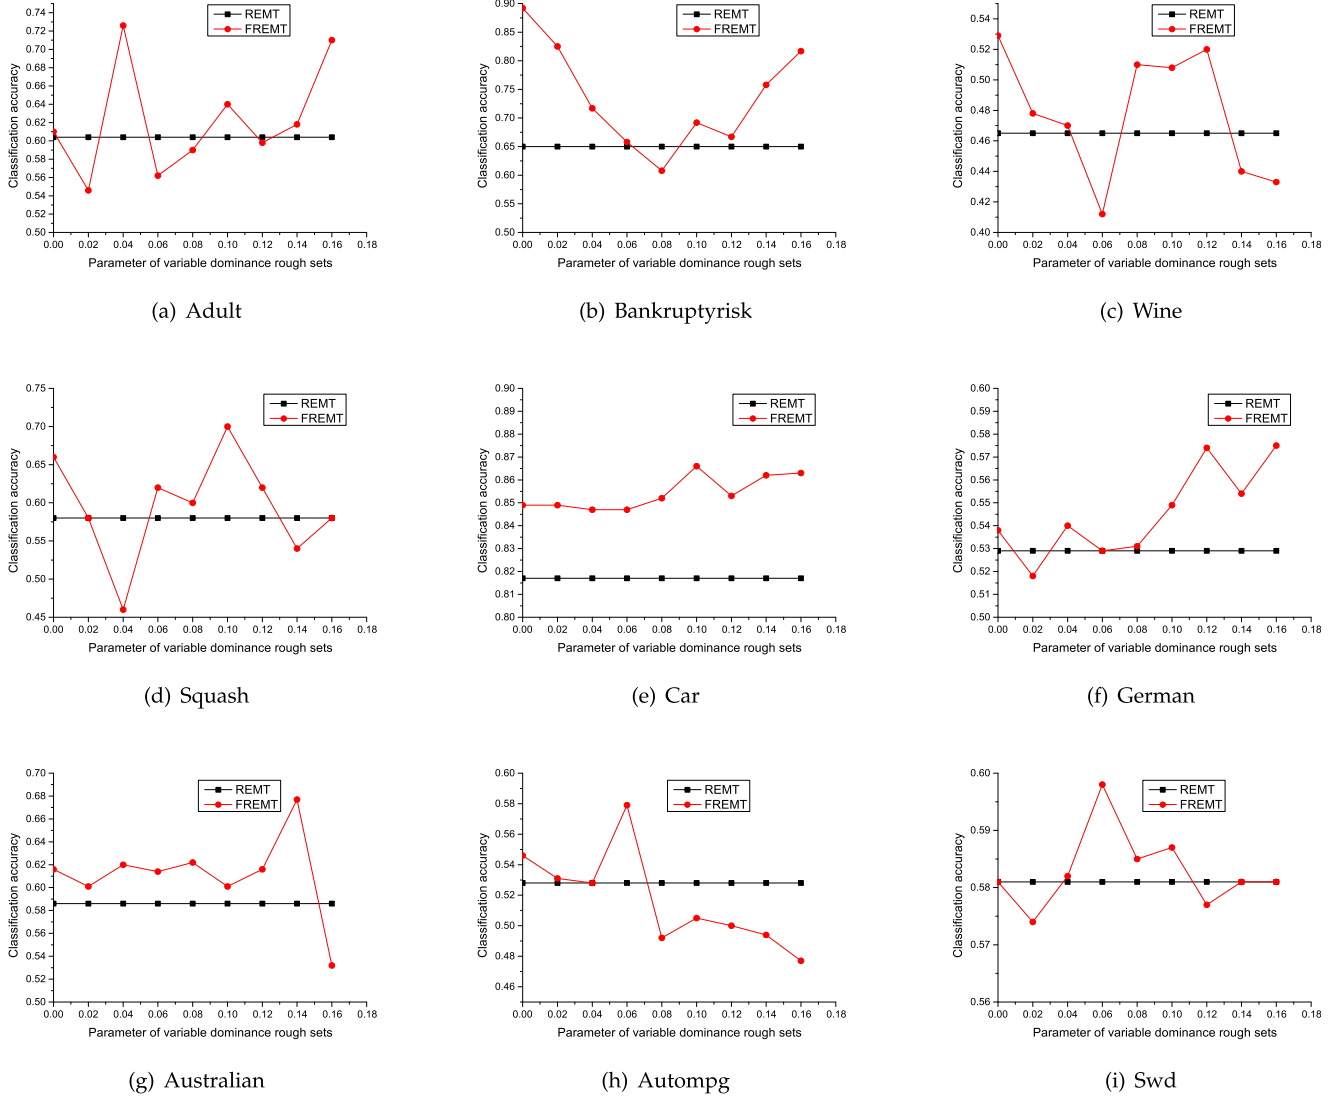 REMT
FREMT
0.74
0.72
0.70
0.68
0.66
0.64
0.62
0.60
0.58
0.56
0.54
0.52
0.50
Classification accuracy
0.00 0.02 0.04 0.06 0.08 0.10 0.12 0.14 0.16 0.18
Parameter of variable dominance rough sets
(a) Adult
REMT
FREMT
0.90
0.85
0.80
0.75
0.70
0.65
0.60
0.55
0.50
Classification accuracy
0.00 0.02 0.04 0.06 0.08 0.10 0.12 0.14 0.16 0.18
Parameter of variable dominance rough sets
(b) Bankruptyrisk
REMT
FREMT
0.54
0.52
0.50
0.48
0.46
0.44
0.42
0.40
Classification accuracy
0.00 0.02 0.04 0.06 0.08 0.10 0.12 0.14 0.16 0.18
Parameter of variable dominance rough sets
(c) Wine
REMT
FREMT
0.75
0.70
0.65
0.60
0.55
0.50
0.45
Classification accuracy
0.00 0.02 0.04 0.06 0.08 0.10 0.12 0.14 0.16 0.18
Parameter of variable dominance rough sets
(d) Squash
REMT
FREMT
0.90
0.89
0.88
0.87
0.86
0.85
0.84
0.83
0.82
0.81
0.80
Classification accuracy
0.00 0.02 0.04 0.06 0.08 0.10 0.12 0.14 0.16 0.18
Parameter of variable dominance rough sets
(e) Car
REMT
FREMT
0.60
0.59
0.58
0.57
0.56
0.55
0.54
0.53
0.52
0.51
0.50
Classification accuracy
0.00 0.02 0.04 0.06 0.08 0.10 0.12 0.14 0.16 0.18
Parameter of variable dominance rough sets
(f) German
REMT
FREMT
0.70
0.68
0.66
0.64
0.62
0.60
0.58
0.56
0.54
0.52
0.50
Classification accuracy
0.00 0.02 0.04 0.06 0.08 0.10 0.12 0.14 0.16 0.18
Parameter of variable dominance rough sets
(g) Australian
REMT
FREMT
0.60
0.58
0.56
0.54
0.52
0.50
0.48
0.46
Classification accuracy
0.00 0.02 0.04 0.06 0.08 0.10 0.12 0.14 0.16 0.18
Parameter of variable dominance rough sets
(h) Autompg
REMT
FREMT
0.60
0.59
0.58
0.57
0.56
Classification accuracy
0.00 0.02 0.04 0.06 0.08 0.10 0.12 0.14 0.16 0.18
Parameter of variable dominance rough sets
(i) Swd